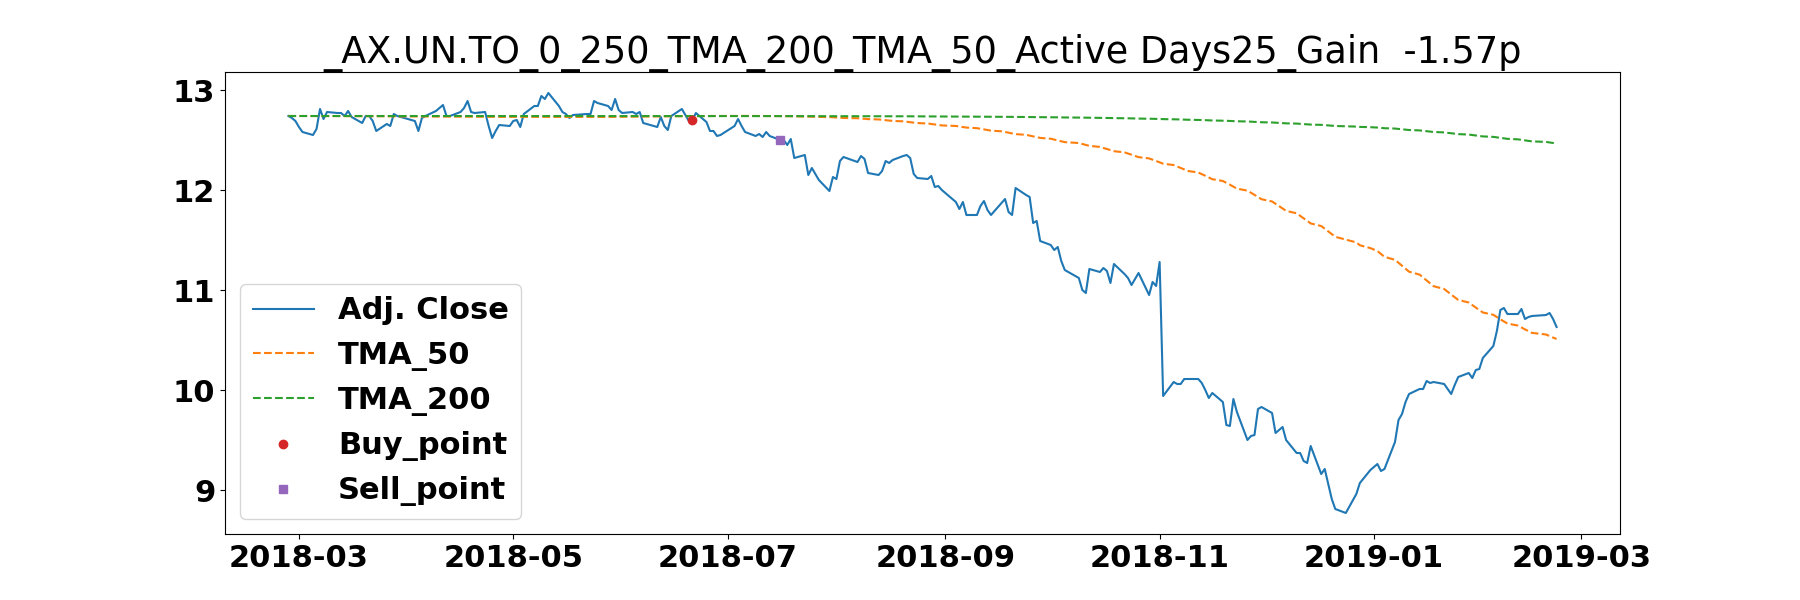 _AX.UN.TO_0_250_TMA_200_TMA_50_Active Days25_Gain  -1.57p
13
12
11
10
9
Adj. Close
TMA_50
TMA_200
Buy_point
Sell_point
2018-03 2018-05 2018-07 2018-09 2018-11 2019-01 2019-03